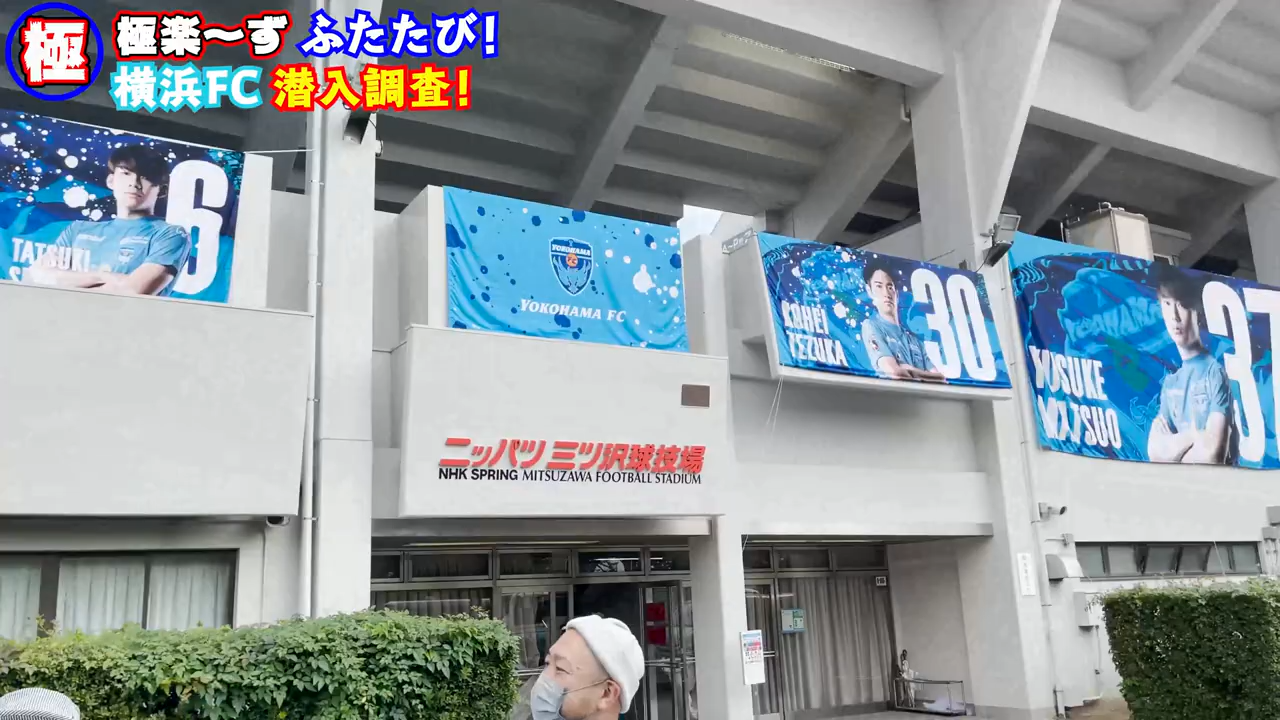 極
極楽〜ず ふたたび!
横浜FC 潜入調査!
TATSUKI
6
YOKOHAMA
YOKOHAMA FC
KOHEI
TEZUKA
30
YUSUKE
MATSUO
37
ニッパツ 三ツ沢球技場
NHK SPRING MITSUZAWA FOOTBALL STADIUM